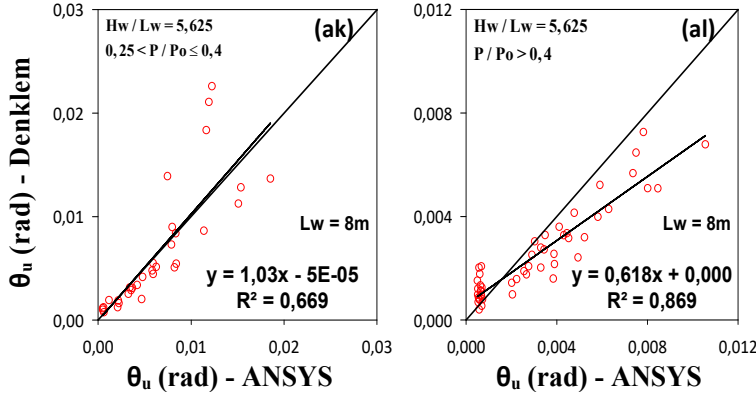 θu (rad) - Denklem
0,03
0,02
0,01
0,00
Hw / Lw = 5,625
0,25 < P / Po ≤ 0,4
(ak)
Lw = 8m
y = 1,03x - 5E-05
R² = 0,669
0,00 0,01 0,02 0,03
θu (rad) - ANSYS
0,012
0,008
0,004
0,000
Hw / Lw = 5,625
P / Po > 0,4
(al)
Lw = 8m
y = 0,618x + 0,000
R² = 0,869
0,000 0,004 0,008 0,012
θu (rad) - ANSYS